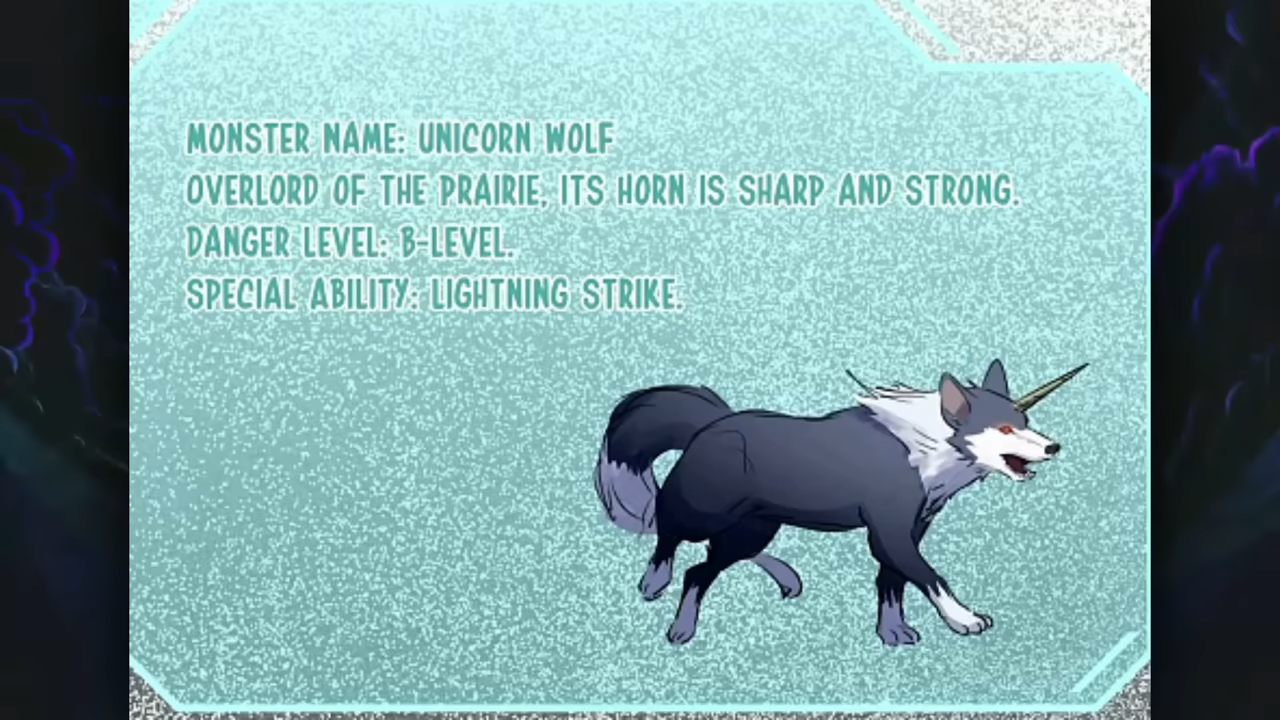 MONSTER NAME: UNICORN WOLF
OVERLORD OF THE PRAIRIE, ITS HORN IS SHARP AND STRONG.
DANGER LEVEL: B-LEVEL.
SPECIAL ABILITY: LIGHTNING STRIKE.